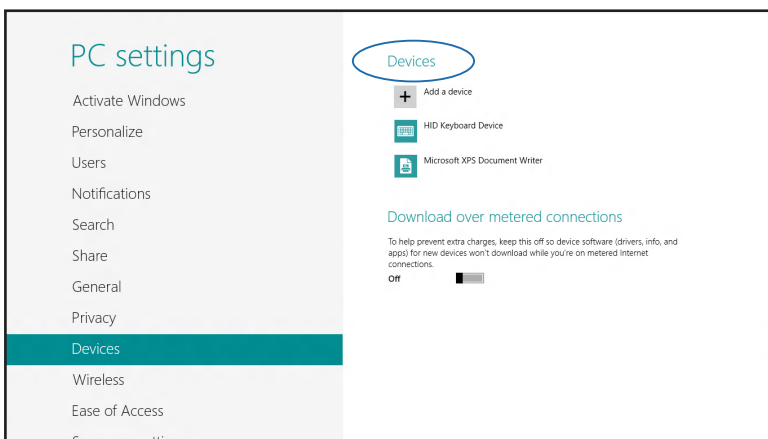 PC settings
Activate Windows
Personalize
Users
Notifications
Search
Share
General
Privacy
Devices
Wireless
Ease of Access
Devices
Add a device
HID Keyboard Device
Microsoft XPS Document Writer
Download over metered connections
To help prevent extra charges, keep this off so device software (drivers, info, and
apps) for new devices won't download while you're on metered Internet
connections.
Off